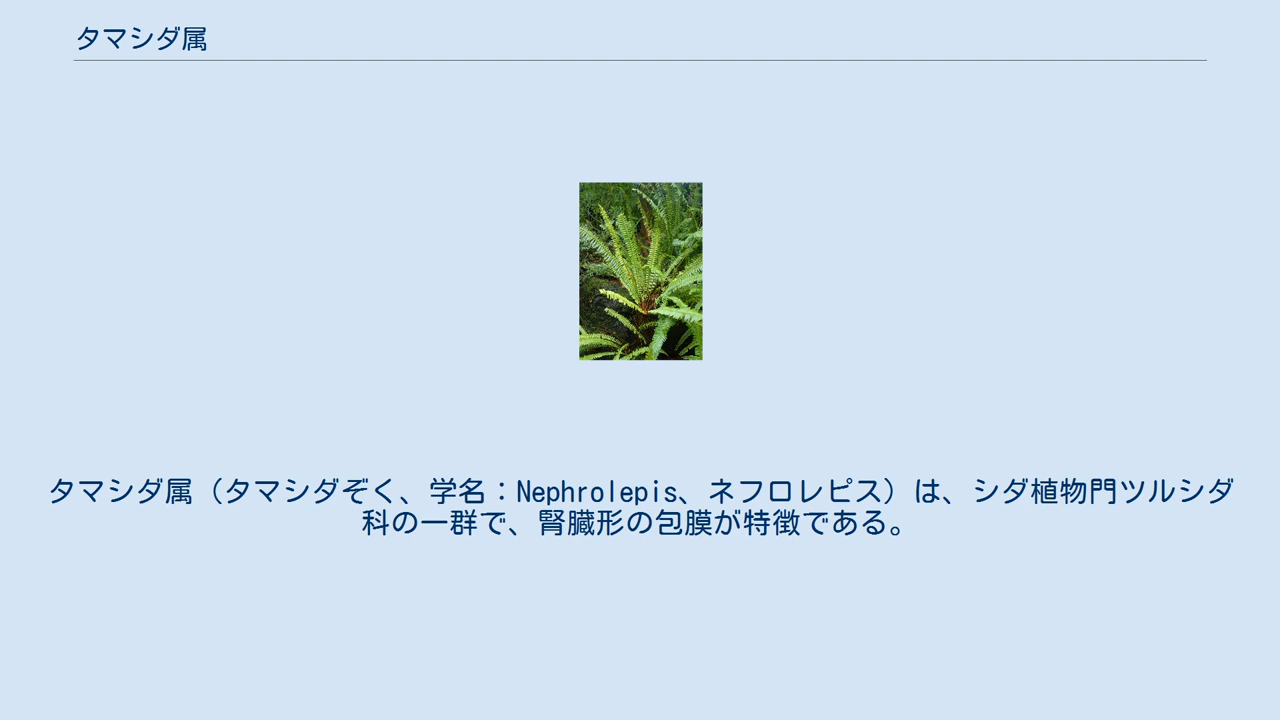 タマシダ属
タマシダ属（タマシダぞく、学名：Nephrolepis、ネフロレピス）は、シダ植物門ツルシダ
科の一群で、腎臓形の包膜が特徴である。